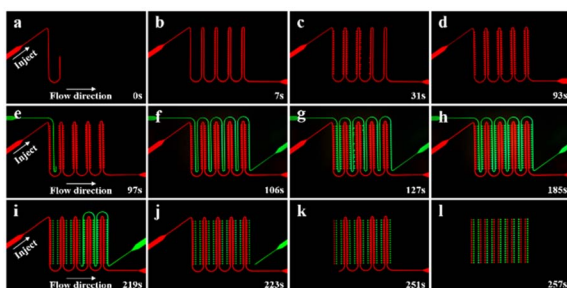 a
Inject
Flow direction
0s
b
7s
c
31s
d
93s
e
Inject
Flow direction
97s
f
106s
g
127s
h
185s
i
Inject
Flow direction
219s
j
223s
k
251s
l
257s